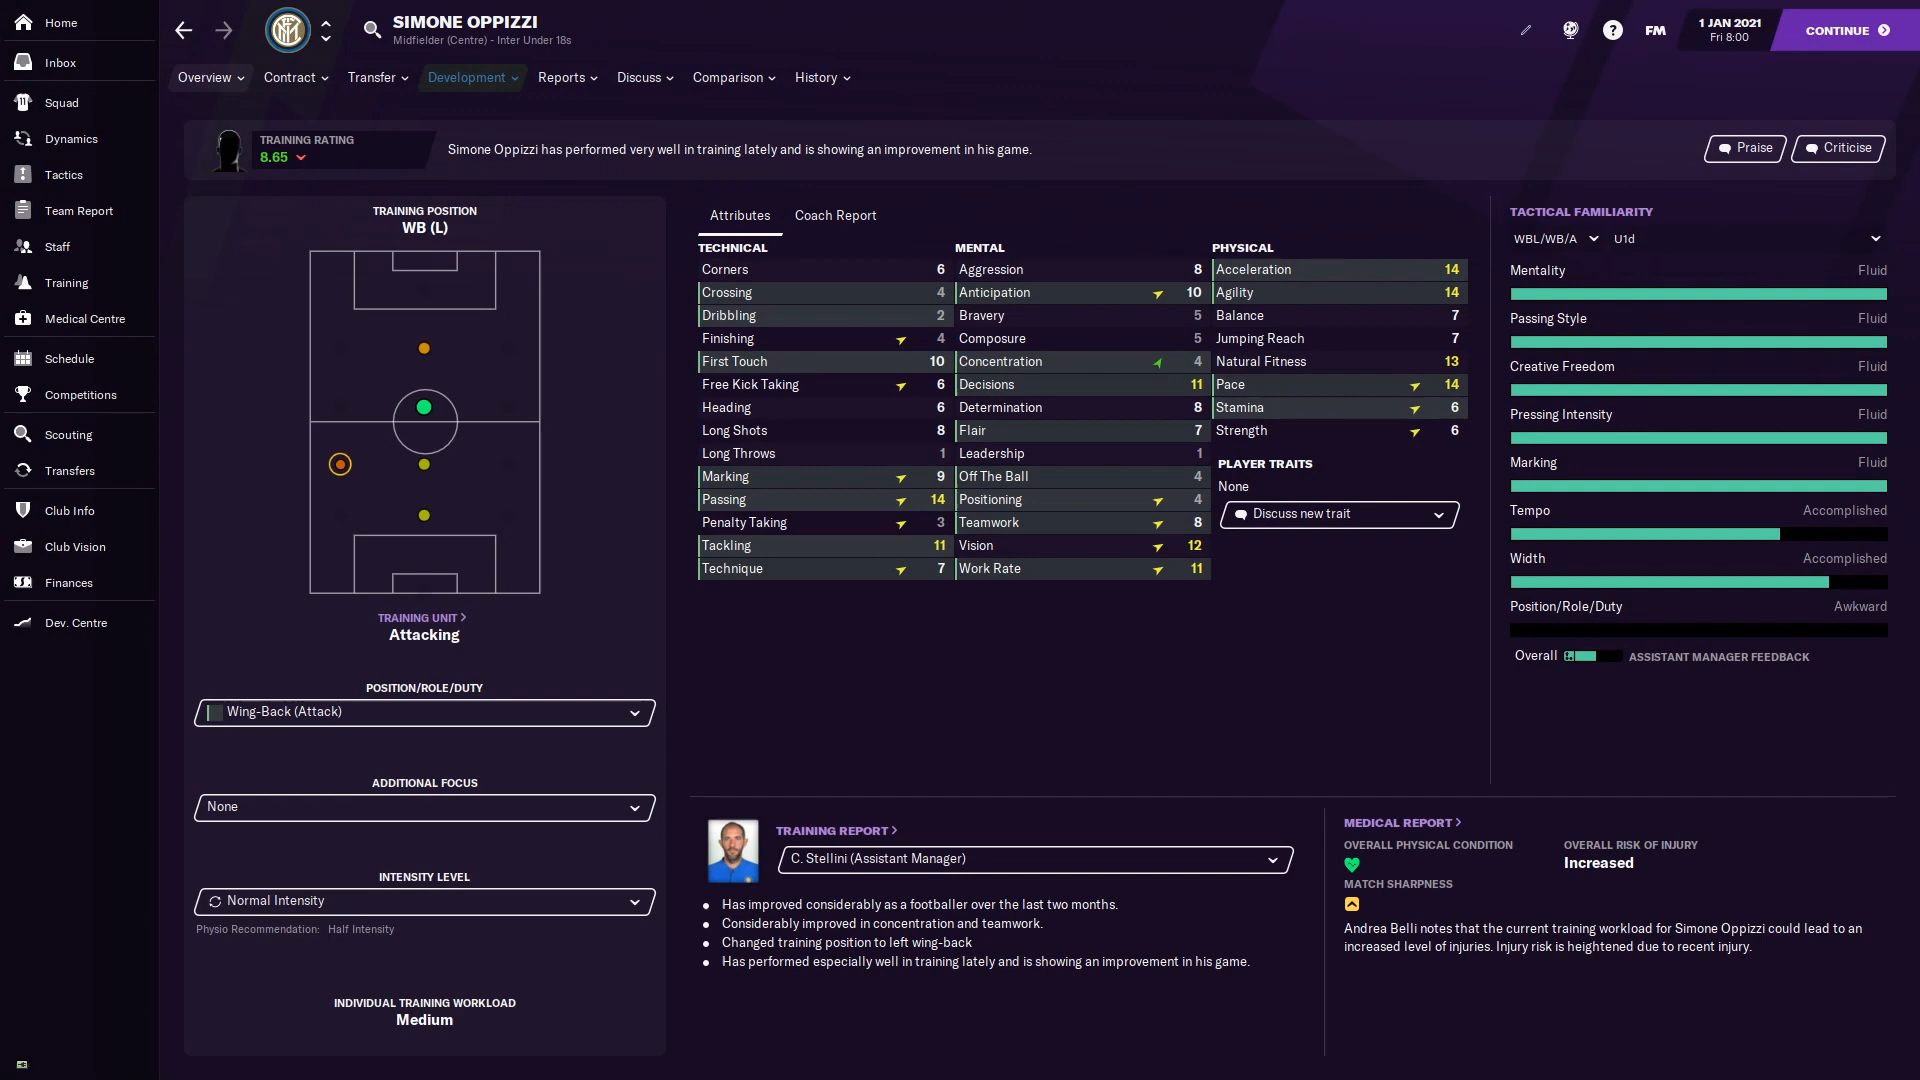 Home
Inbox
Squad
Dynamics
Tactics
Team Report
Staff
Training
Medical Centre
Schedule
Competitions
Scouting
Transfers
Club Info
Club Vision
Finances
Dev. Centre
SIMONE OPPIZZI
Midfielder (Centre) - Inter Under 18s
FM
1 JAN 2021
Fri 8:00
CONTINUE
Overview Contract Transfer Development Reports Discuss Comparison History
TRAINING RATING
8.65
Simone Oppizzi has performed very well in training lately and is showing an improvement in his game.
Praise
Criticise
TRAINING POSITION
WB (L)
TRAINING UNIT
Attacking
POSITION/ROLE/DUTY
Wing-Back (Attack)
ADDITIONAL FOCUS
None
INTENSITY LEVEL
Normal Intensity
Physio Recommendation: Half Intensity
INDIVIDUAL TRAINING WORKLOAD
Medium
Attributes Coach Report
TECHNICAL
Corners 6
Crossing 4
Dribbling 2
Finishing 4
First Touch 10
Free Kick Taking 6
Heading 6
Long Shots 8
Long Throws 1
Marking 9
Passing 14
Penalty Taking 3
Tackling 11
Technique 7
MENTAL
Aggression 8
Anticipation 10
Bravery 5
Composure 5
Concentration 4
Decisions 11
Determination 8
Flair 7
Leadership 1
Off The Ball 4
Positioning 4
Teamwork 8
Vision 12
Work Rate 11
PHYSICAL
Acceleration 14
Agility 14
Balance 7
Jumping Reach 7
Natural Fitness 13
Pace 14
Stamina 6
Strength 6
PLAYER TRAITS
None
Discuss new trait
TACTICAL FAMILIARITY
WBL/WB/A U1d
Mentality Fluid
Passing Style Fluid
Creative Freedom Fluid
Pressing Intensity Fluid
Marking Fluid
Tempo Accomplished
Width Accomplished
Position/Role/Duty Awkward
Overall ASSISTANT MANAGER FEEDBACK
TRAINING REPORT
C. Stellini (Assistant Manager)
Has improved considerably as a footballer over the last two months.
Considerably improved in concentration and teamwork.
Changed training position to left wing-back
Has performed especially well in training lately and is showing an improvement in his game.
MEDICAL REPORT
OVERALL PHYSICAL CONDITION
OVERALL RISK OF INJURY
Increased
MATCH SHARPNESS
Andrea Belli notes that the current training workload for Simone Oppizzi could lead to an
increased level of injuries. Injury risk is heightened due to recent injury.